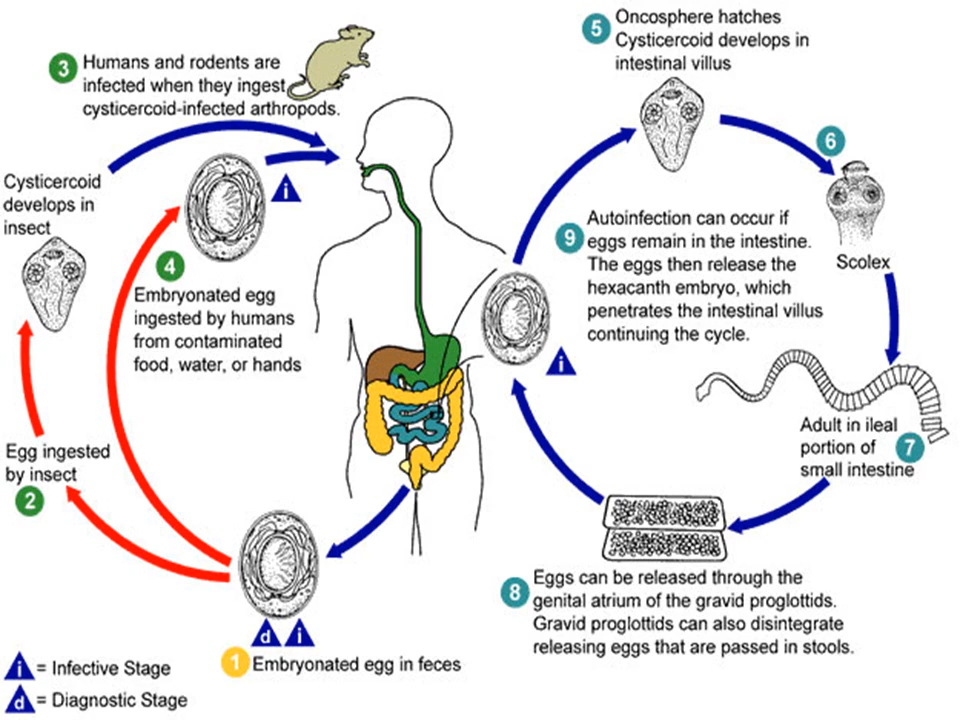 3 Humans and rodents are
infected when they ingest
cysticercoid-infected arthropods.
5 Oncosphere hatches
Cysticercoid develops in
intestinal villus
6
Scolex
Cysticercoid
develops in
insect
i
4
Embryonated egg
ingested by humans
from contaminated
food, water, or hands
9 Autoinfection can occur if
eggs remain in the intestine.
The eggs then release the
hexacanth embryo, which
penetrates the intestinal villus
continuing the cycle.
i
Egg ingested
by insect
2
Adult in ileal
portion of
small intestine
7
8 Eggs can be released through the
genital atrium of the gravid proglottids.
Gravid proglottids can also disintegrate
releasing eggs that are passed in stools.
d i
1 Embryonated egg in feces
i = Infective Stage
d = Diagnostic Stage